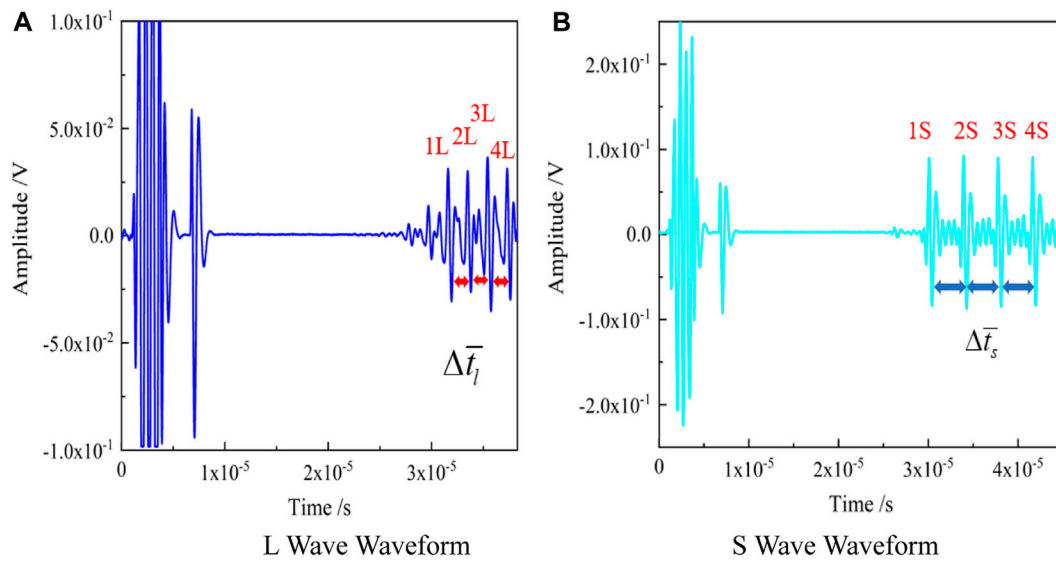 A
Amplitude /V
1.0x10⁻¹
5.0x10⁻²
0.0
-5.0x10⁻²
-1.0x10⁻¹
1L
2L
3L
4L
Δt̅ₗ
0
1x10⁻⁵
2x10⁻⁵
3x10⁻⁵
Time /s
L Wave Waveform
B
Amplitude /V
2.0x10⁻¹
1.0x10⁻¹
0.0
-1.0x10⁻¹
-2.0x10⁻¹
1S 2S 3S 4S
Δt̅ₛ
0
1x10⁻⁵
2x10⁻⁵
3x10⁻⁵
4x10⁻⁵
Time /s
S Wave Waveform